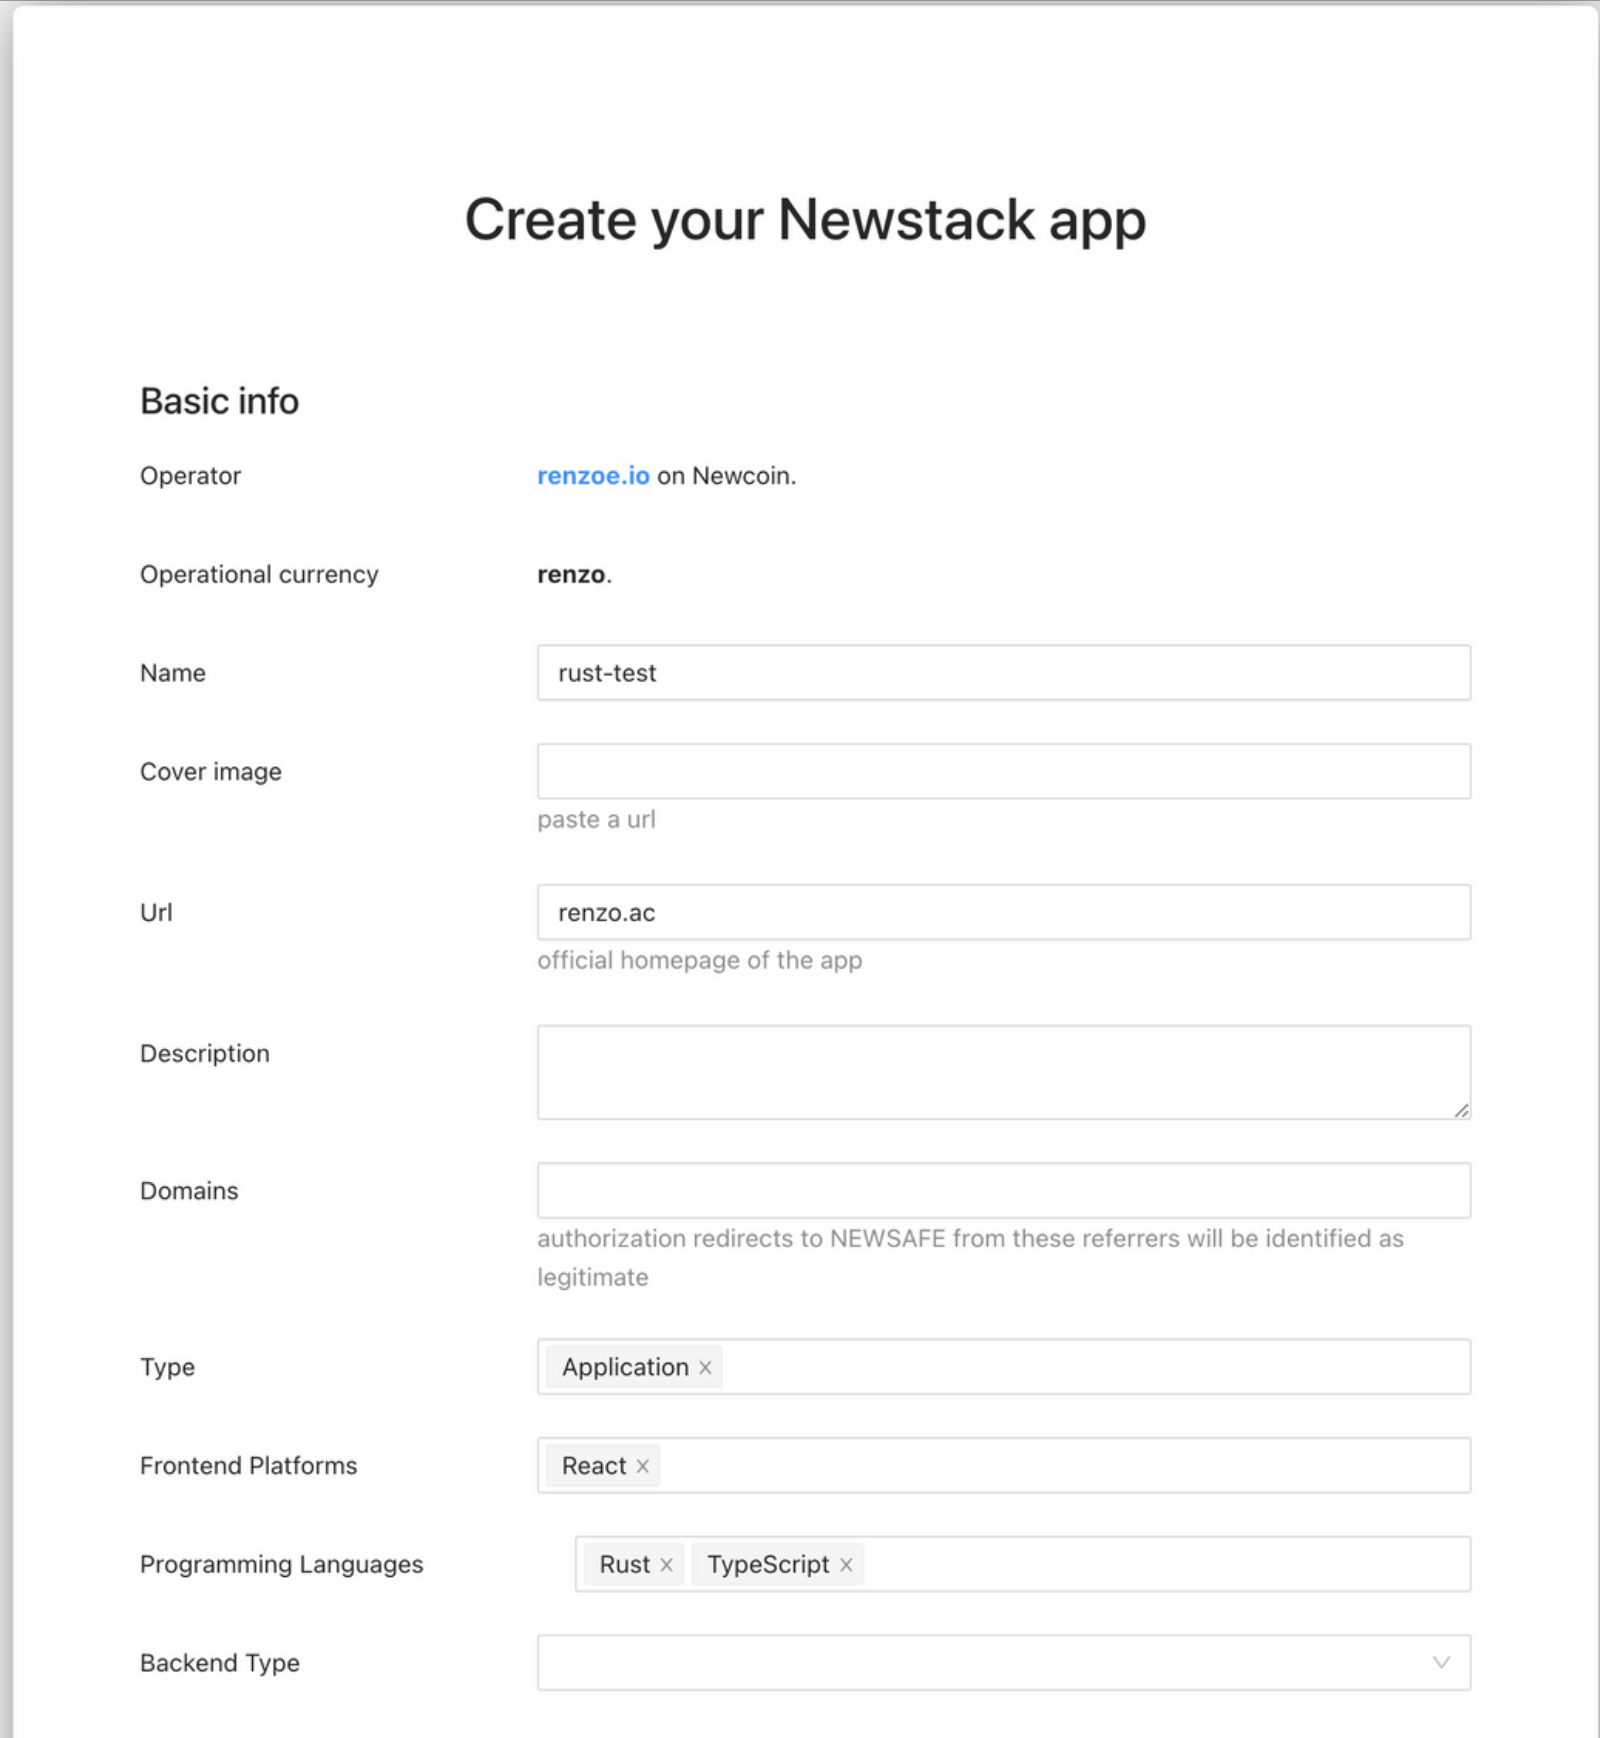 Create your Newstack app
Basic info
Operator
renzoe.io on Newcoin.
Operational currency
renzo.
Name
rust-test
Cover image
paste a url
Url
renzo.ac
official homepage of the app
Description
Domains
authorization redirects to NEWSAFE from these referrers will be identified as
legitimate
Type
Application
Frontend Platforms
React
Programming Languages
Rust TypeScript
Backend Type